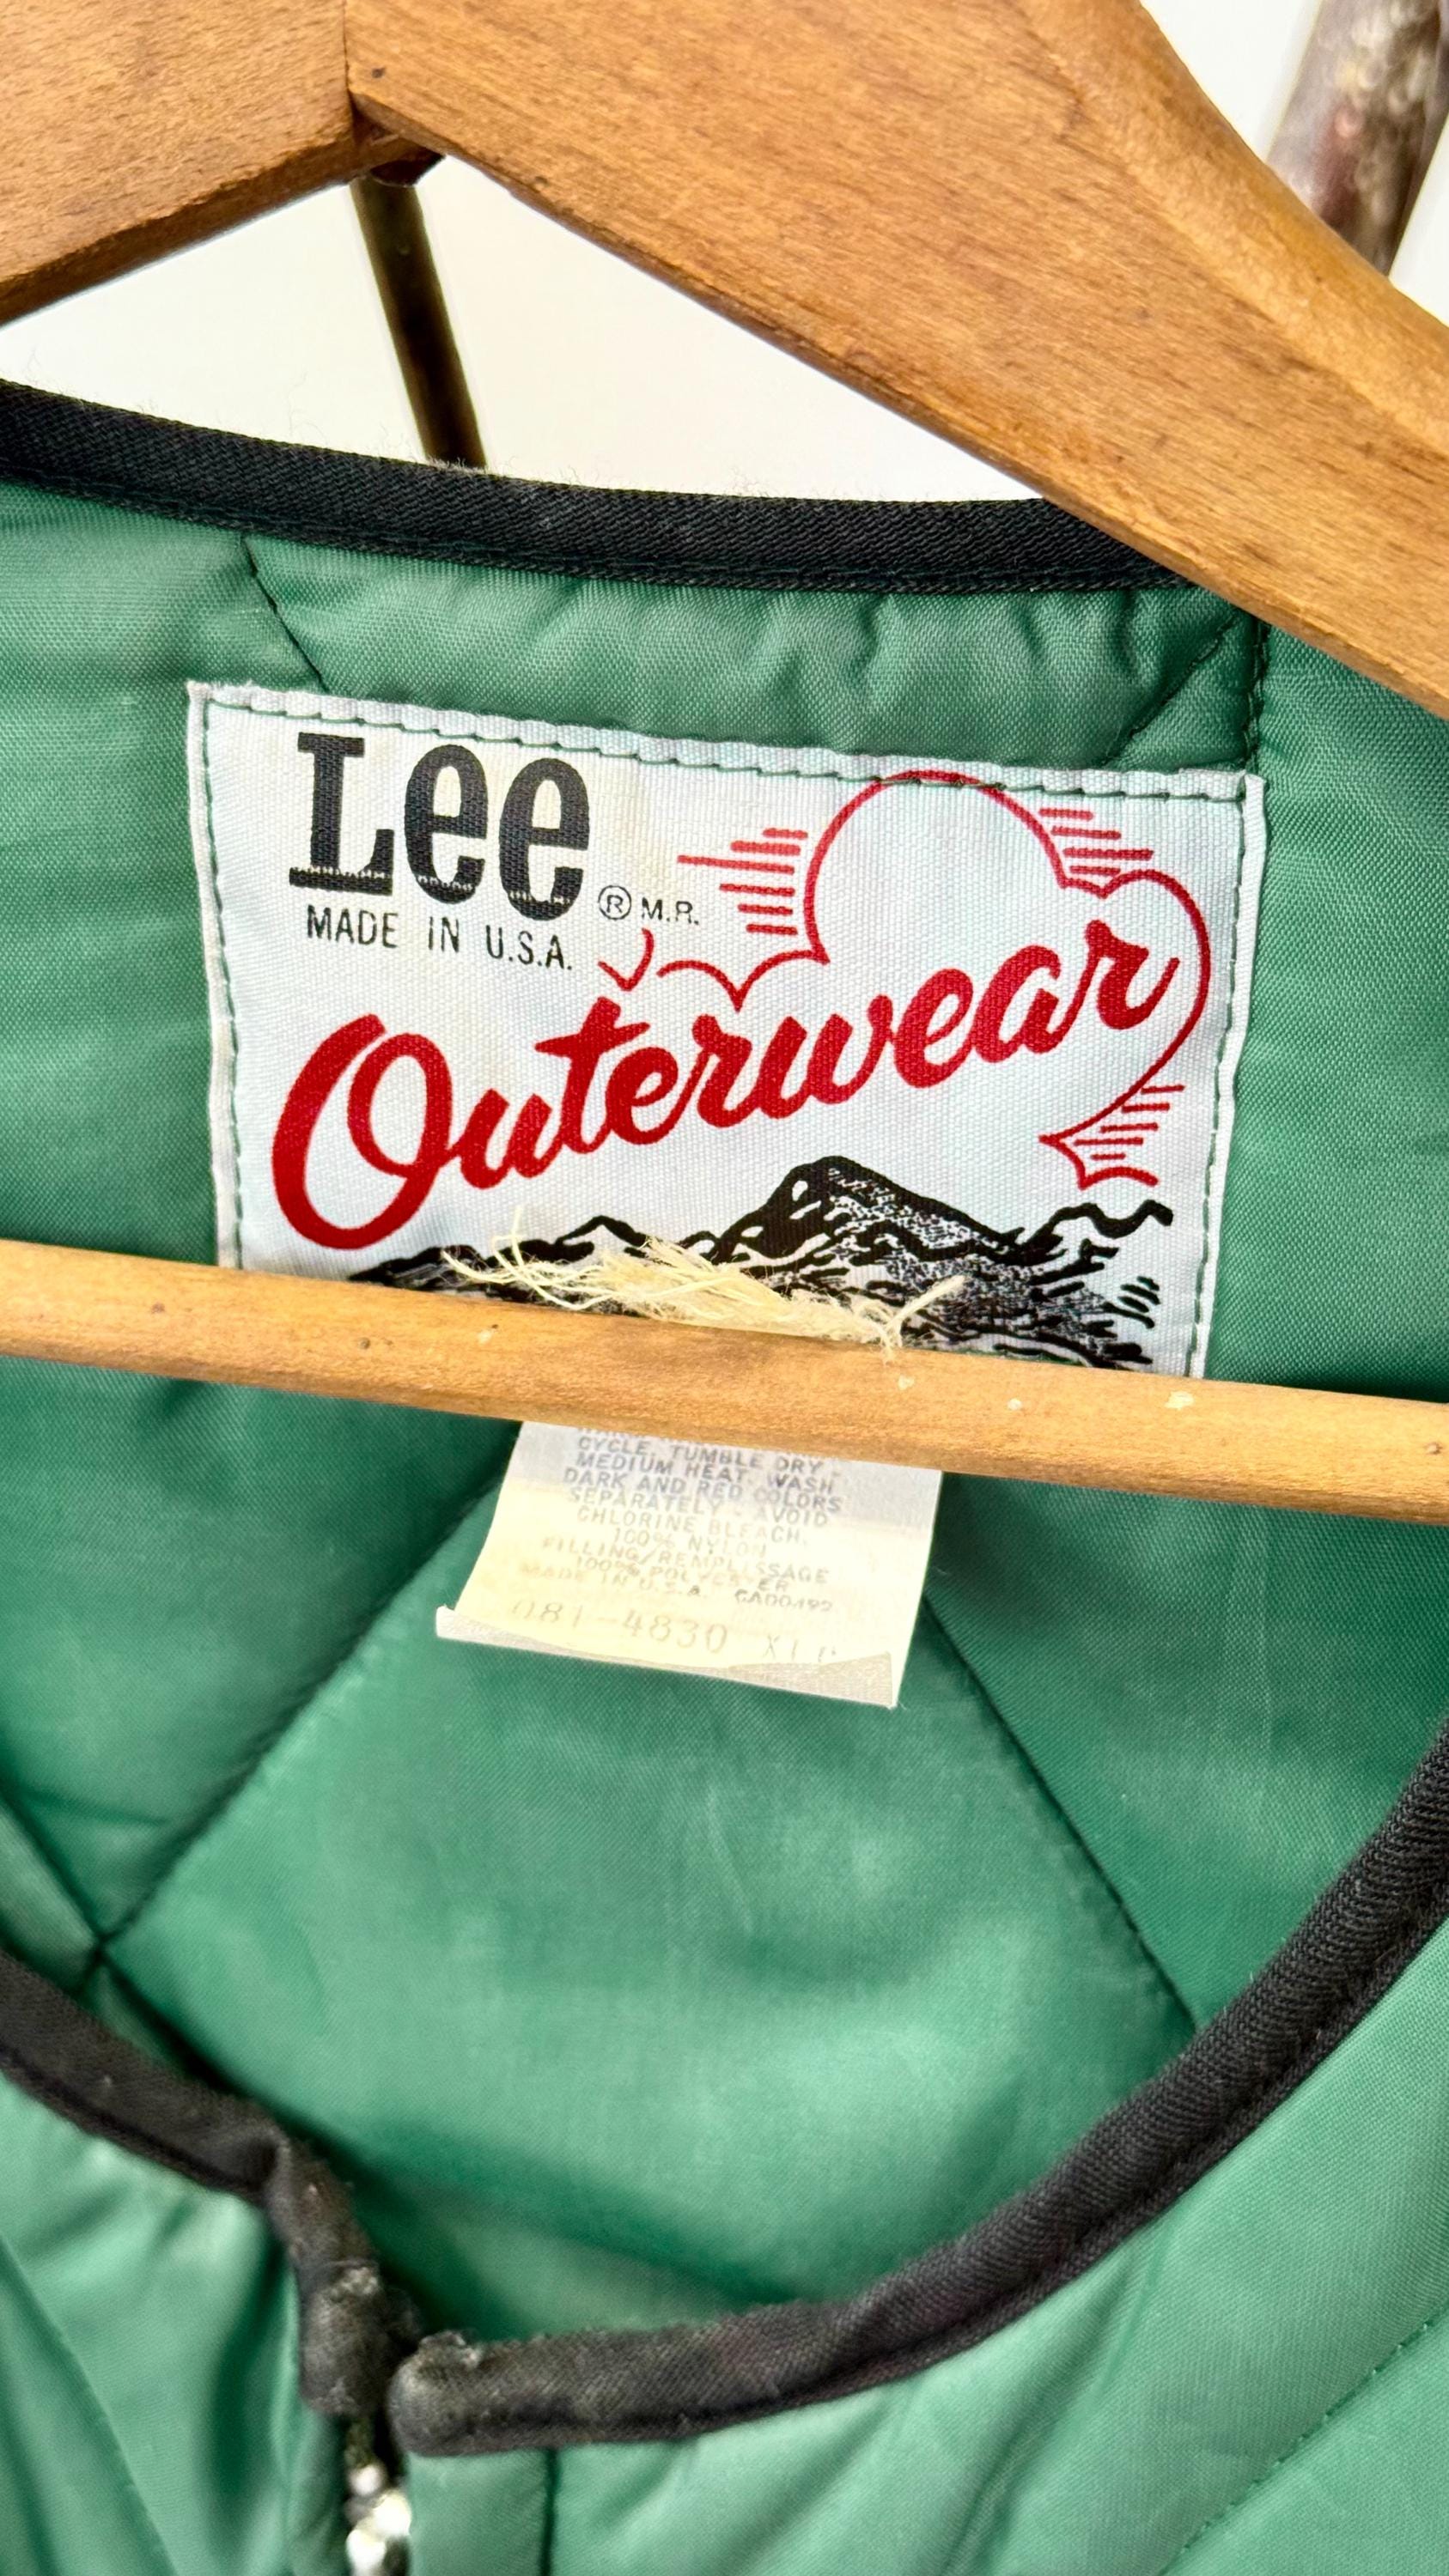 Lee
® M.R.
MADE IN U.S.A.
Outerwear
CYCLE, TUMBLE DRY -
MEDIUM HEAT. WASH
DARK AND RED COLORS
SEPARATELY - AVOID
CHLORINE BLEACH.
100% NYLON
FILLING/REMPLISSAGE
100% POLYESTER
MADE IN U.S.A.
081-4830